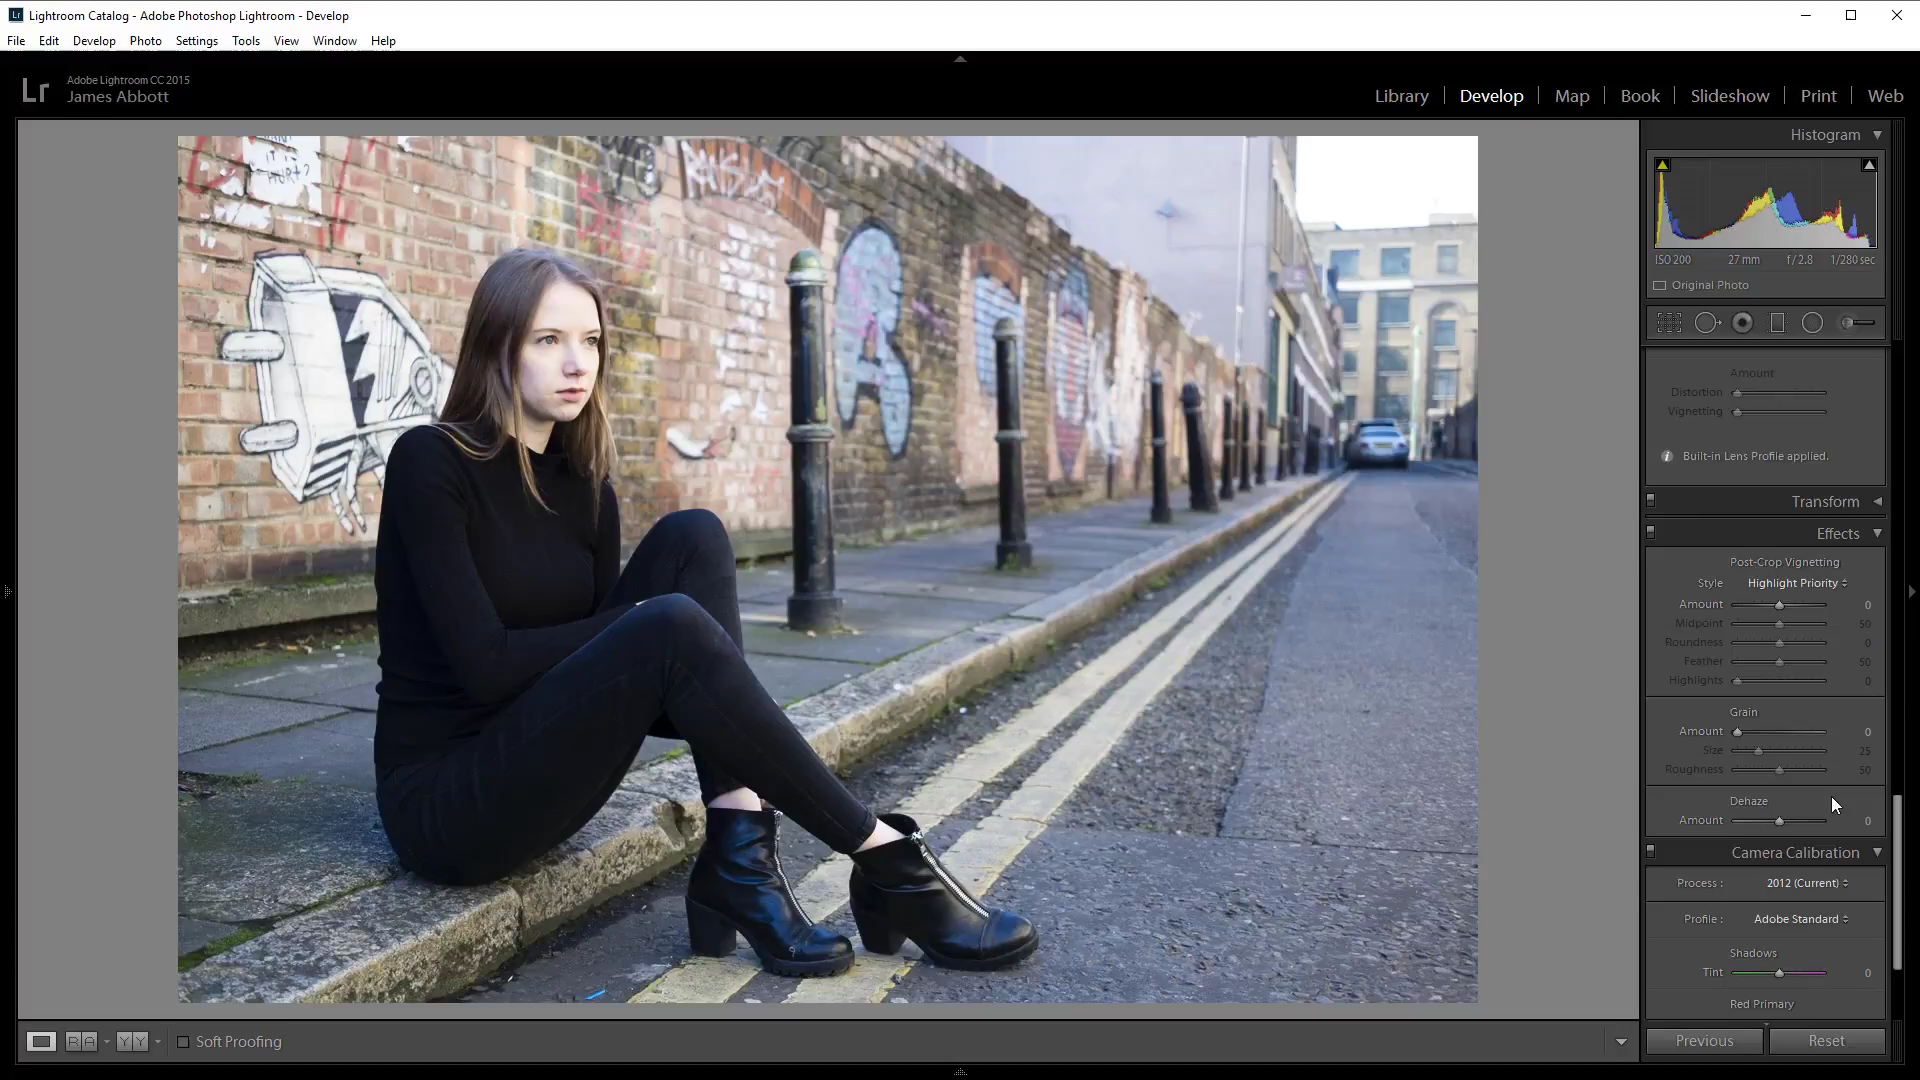 Lr Lightroom Catalog - Adobe Photoshop Lightroom - Develop
File Edit Develop Photo Settings Tools View Window Help
Lr Adobe Lightroom CC 2015
James Abbott
Library Develop Map Book Slideshow Print Web
Histogram
ISO 200 27 mm f / 2.8 1/280 sec
Original Photo
IT IS
HURT?
Amount
Distortion
Vignetting
Built-in Lens Profile applied.
Transform
Effects
Post-Crop Vignetting
Style Highlight Priority
Amount 0
Midpoint 50
Roundness 0
Feather 50
Highlights 0
Grain
Amount 0
Size 25
Roughness 50
Dehaze
Amount 0
Camera Calibration
Process : 2012 (Current)
Profile : Adobe Standard
Shadows
Tint 0
Red Primary
R A Y Y Soft Proofing
Previous Reset